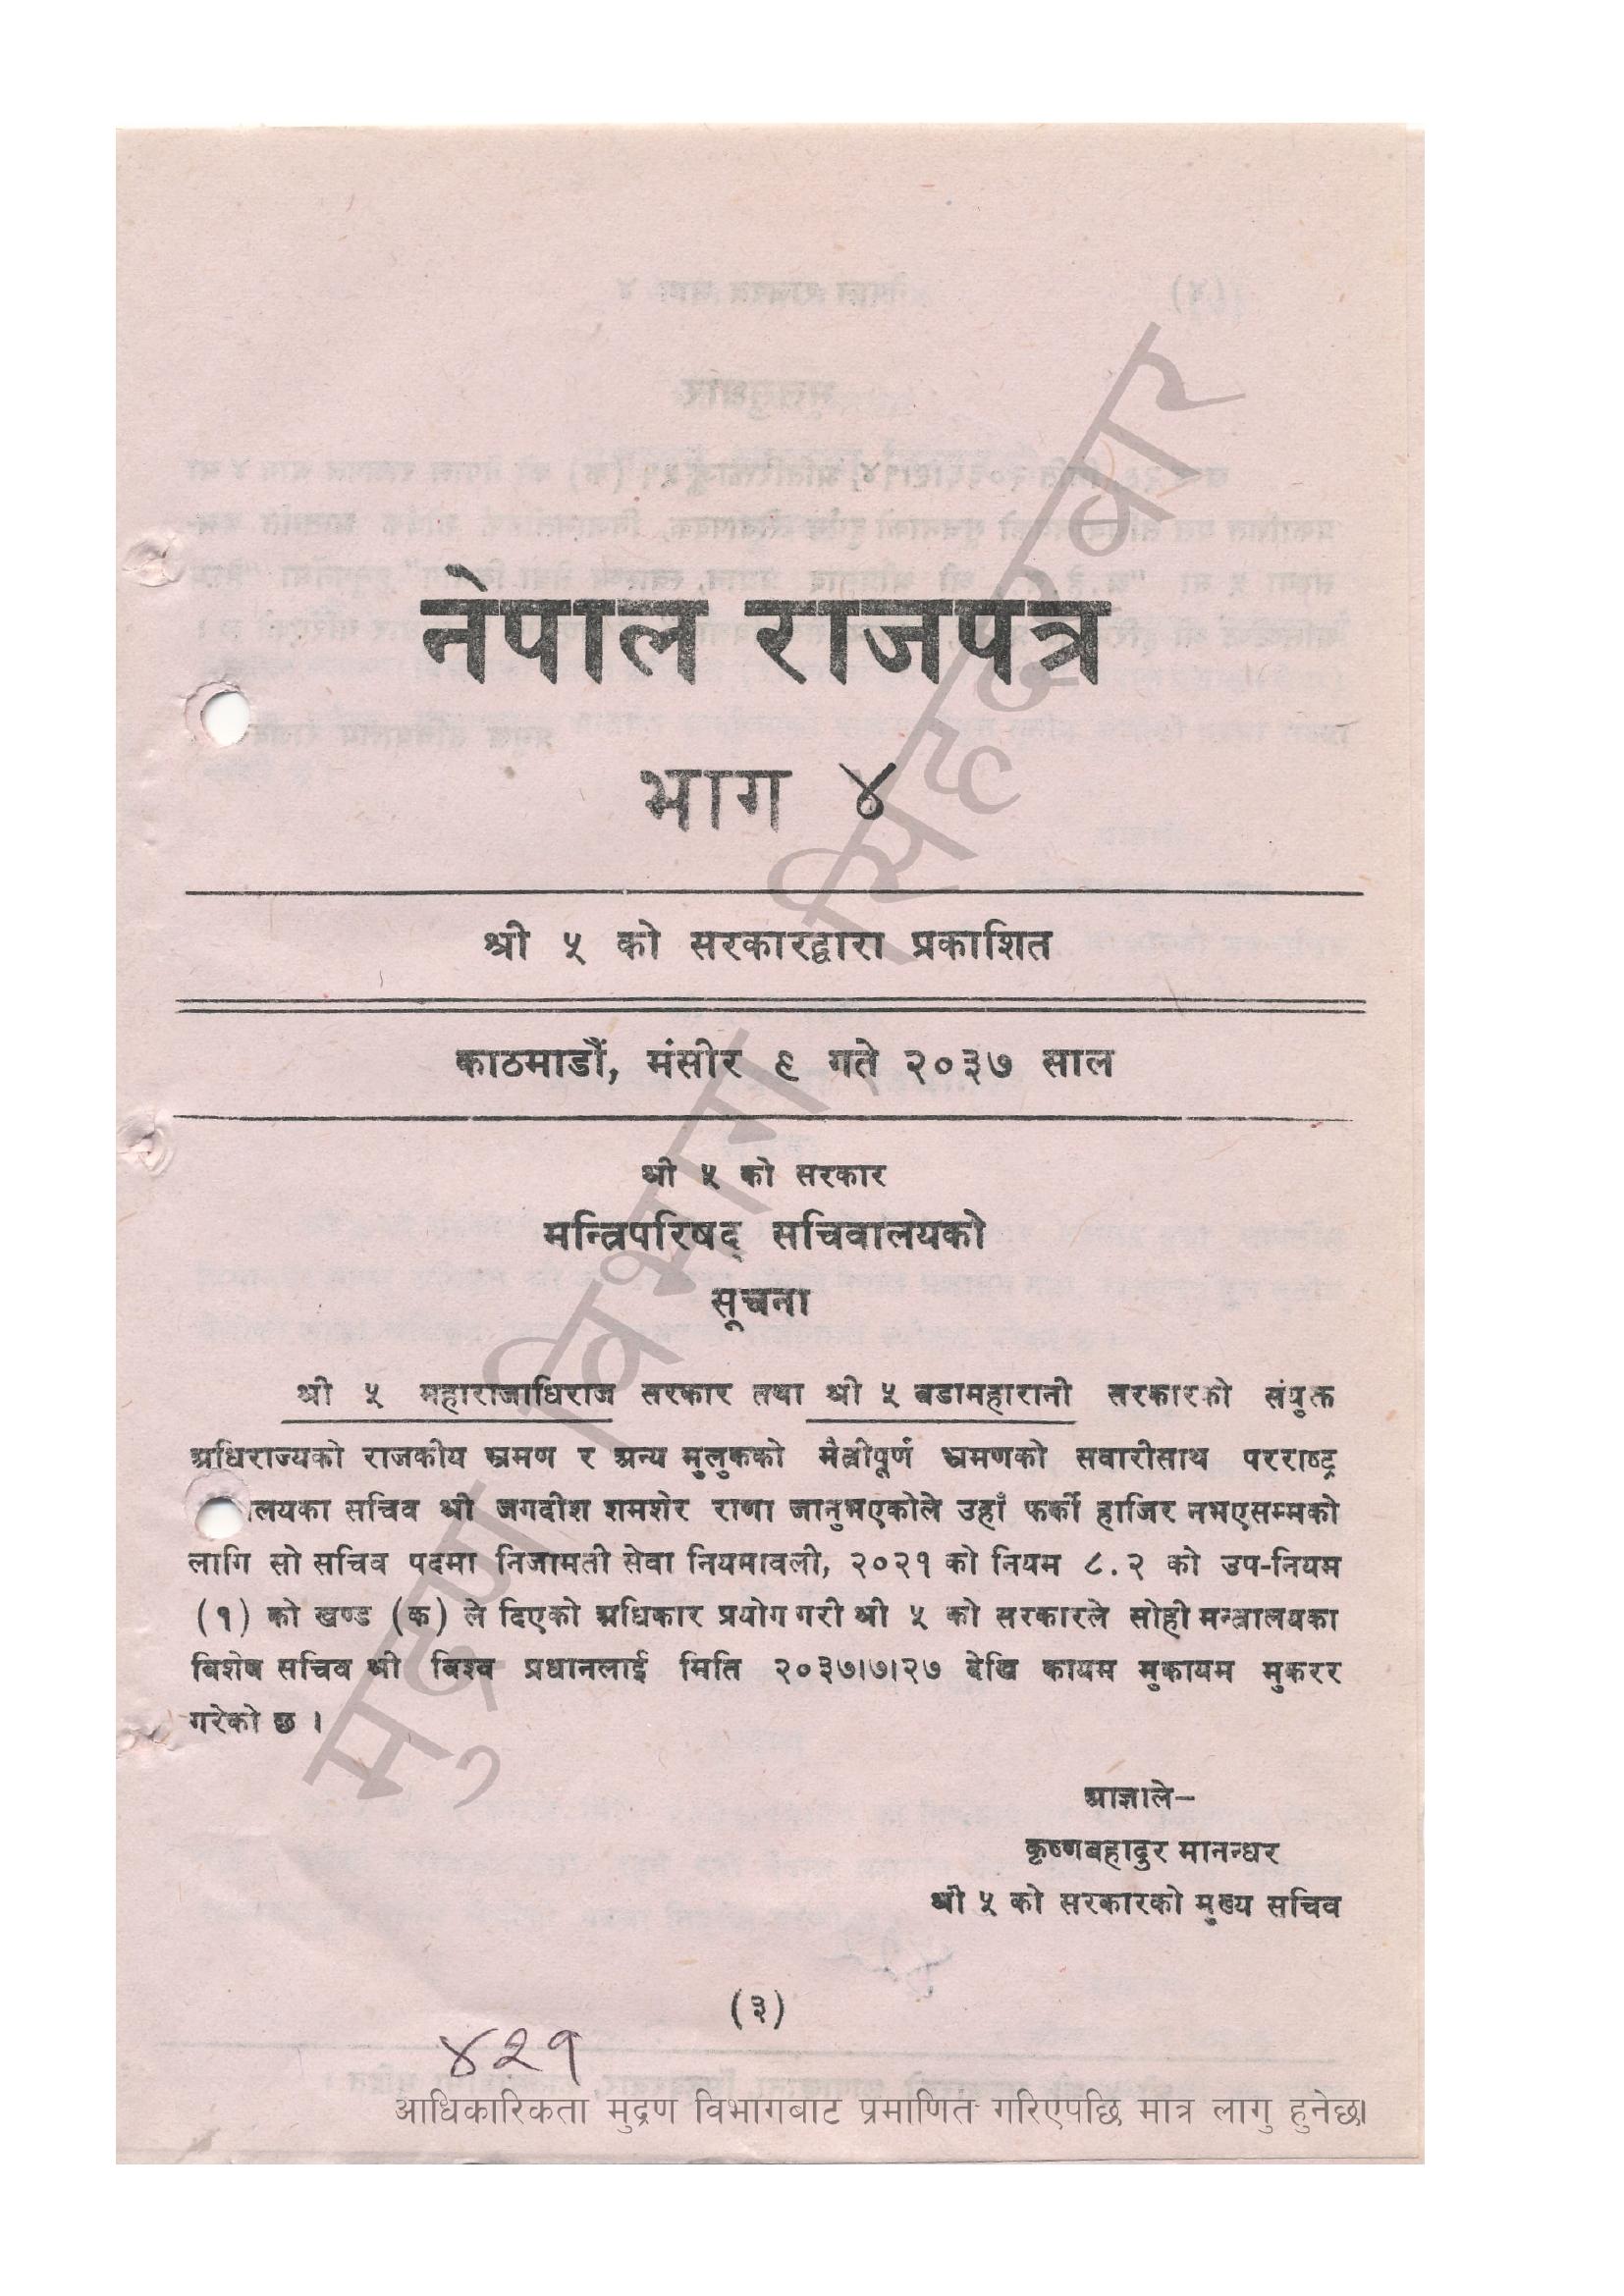 नेपाल राजपत्र
भाग ४
श्री ५ को सरकारद्वारा प्रकाशित
काठमाडौं, मंसीर ९ गते २०३७ साल
श्री ५ को सरकार
मन्त्रिपरिषद् सचिवालयको
सूचना
श्री ५ महाराजाधिराज सरकार तथा श्री ५ बडामहारानी सरकारको संयुक्त
अधिराज्यको राजकीय भ्रमण र अन्य मुलुकको मैत्रीपूर्ण भ्रमणको सवारीसाथ परराष्ट्र
लयका सचिव श्री जगदीश शमशेर राणा जानुभएकोले उहाँ फर्की हाजिर नभएसम्मको
लागि सो सचिव पदमा निजामती सेवा नियमावली, २०२१ को नियम ८.२ को उप-नियम
(१) को खण्ड (क) ले दिएको अधिकार प्रयोग गरी श्री ५ को सरकारले सोही मन्त्रालयका
विशेष सचिव श्री विश्व प्रधानलाई मिति २०३७।७।२७ देखि कायम मुकायम मुकरर
गरेको छ ।
आज्ञाले–
कृष्णबहादुर मानन्धर
श्री ५ को सरकारको मुख्य सचिव
(३)
४२१
आधिकारिकता मुद्रण विभागबाट प्रमाणित गरिएपछि मात्र लागु हुनेछ।
मुद्रण विभाग सिंहदरबार